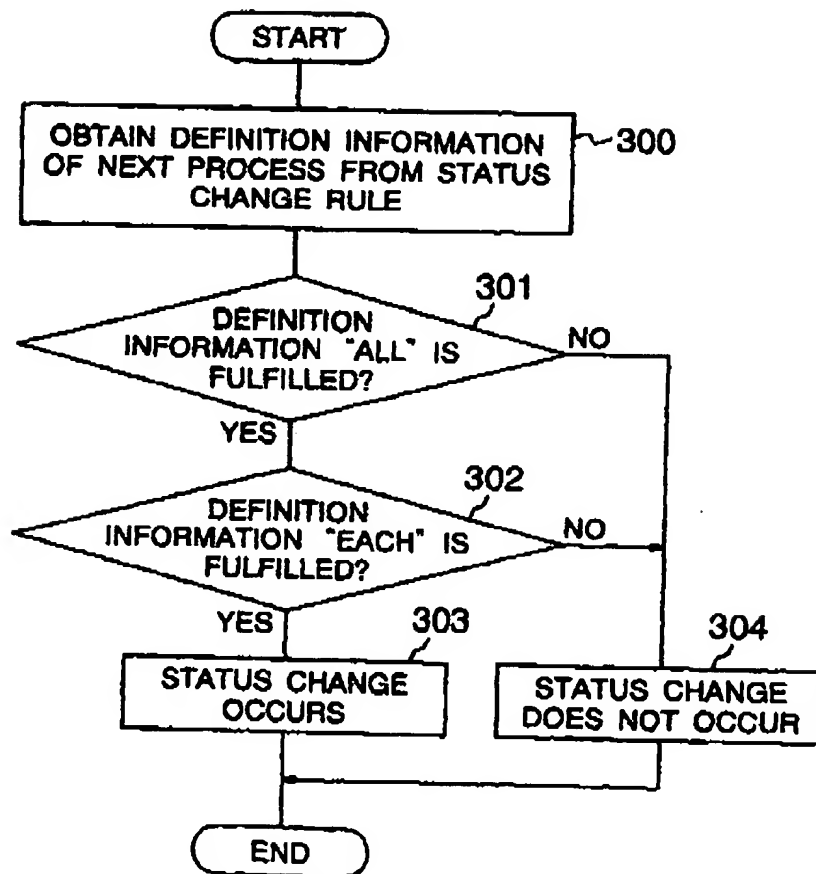 START
OBTAIN DEFINITION INFORMATION
OF NEXT PROCESS FROM STATUS
CHANGE RULE
300
301
DEFINITION
INFORMATION "ALL" IS
FULFILLED?
NO
YES
302
DEFINITION
INFORMATION "EACH" IS
FULFILLED?
NO
YES
303
STATUS CHANGE
OCCURS
304
STATUS CHANGE
DOES NOT OCCUR
END